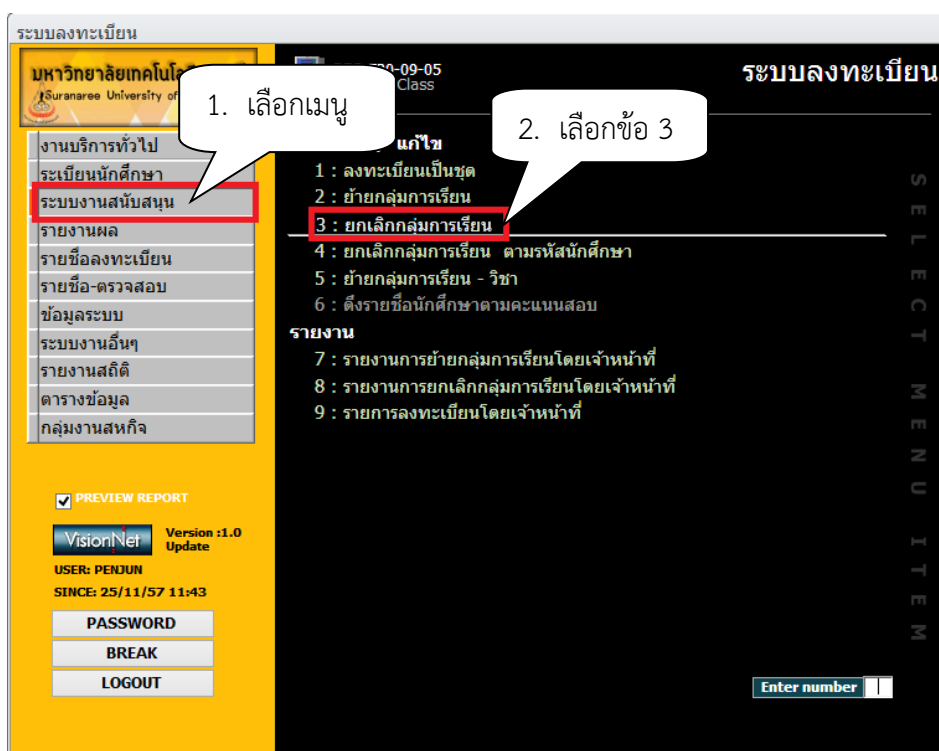 ระบบลงทะเบียน
มหาวิทยาลัยเทคโนโล
Suranaree University of
-09-05
Class
ระบบลงทะเบียน
1. เลือกเมนู
2. เลือกข้อ 3
งานบริการทั่วไป
ระเบียนนักศึกษา
ระบบงานสนับสนุน
รายงานผล
รายชื่อลงทะเบียน
รายชื่อ-ตรวจสอบ
ข้อมูลระบบ
ระบบงานอื่นๆ
รายงานสถิติ
ตารางข้อมูล
กลุ่มงานสหกิจ
แก้ไข
1 : ลงทะเบียนเป็นชุด
2 : ย้ายกลุ่มการเรียน
3 : ยกเลิกกลุ่มการเรียน
4 : ยกเลิกกลุ่มการเรียน ตามรหัสนักศึกษา
5 : ย้ายกลุ่มการเรียน - วิชา
6 : ดึงรายชื่อนักศึกษาตามคะแนนสอบ
รายงาน
7 : รายงานการย้ายกลุ่มการเรียนโดยเจ้าหน้าที่
8 : รายงานการยกเลิกกลุ่มการเรียนโดยเจ้าหน้าที่
9 : รายการลงทะเบียนโดยเจ้าหน้าที่
SELECT MENU ITEM
PREVIEW REPORT
VisionNet
Version :1.0
Update
USER: PENJUN
SINCE: 25/11/57 11:43
PASSWORD
BREAK
LOGOUT
Enter number